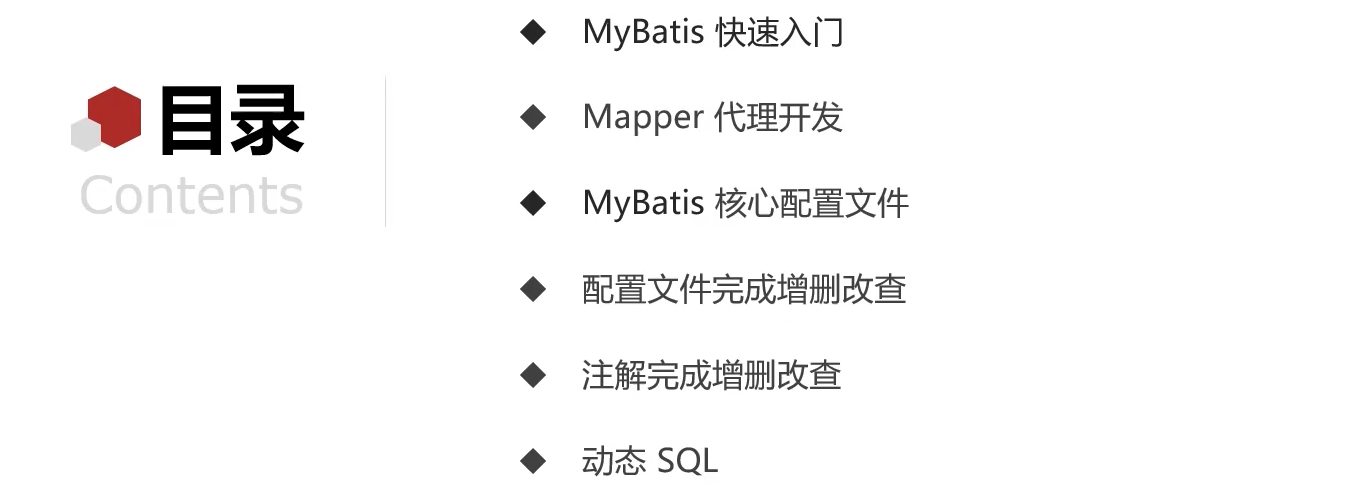 目录
Contents
MyBatis 快速入门
Mapper 代理开发
MyBatis 核心配置文件
配置文件完成增删改查
注解完成增删改查
动态 SQL